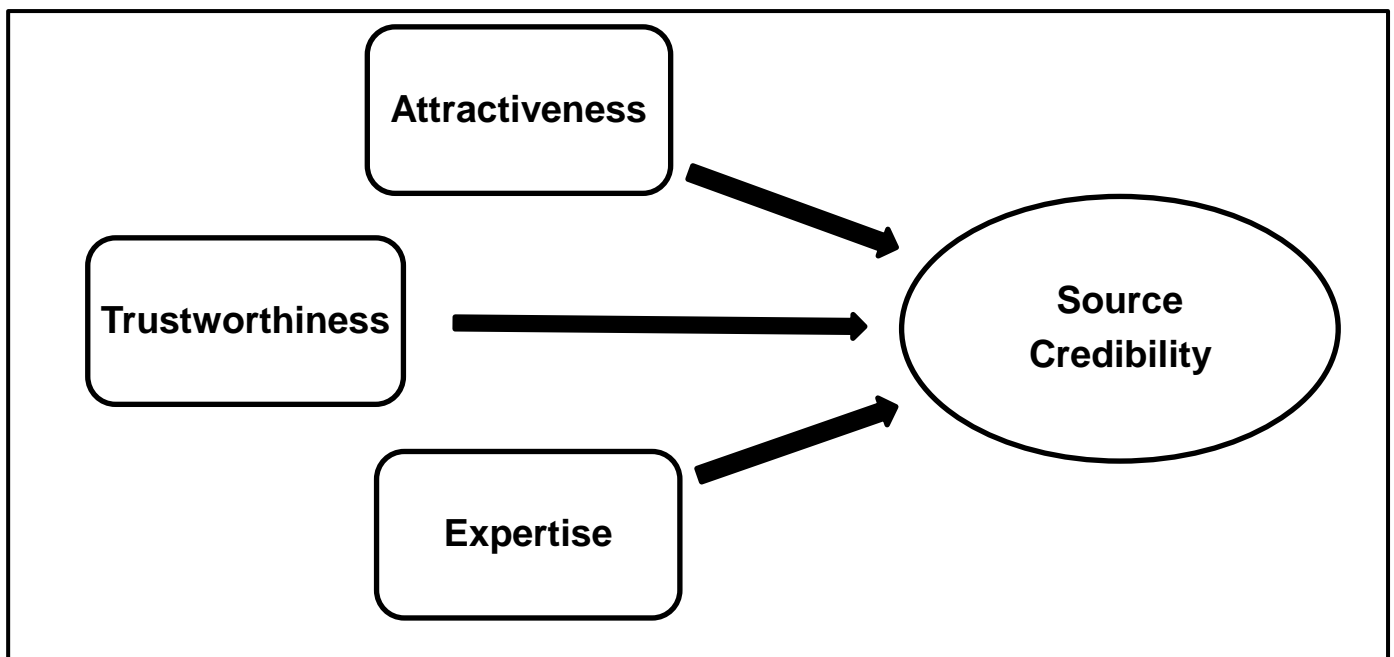 Attractiveness
Trustworthiness
Source
Credibility
Expertise